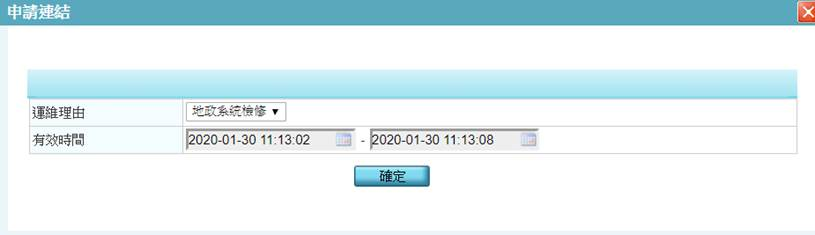 申請連結
運維理由 地政系統檢修 ▼
有效時間 2020-01-30 11:13:02 - 2020-01-30 11:13:08
確定